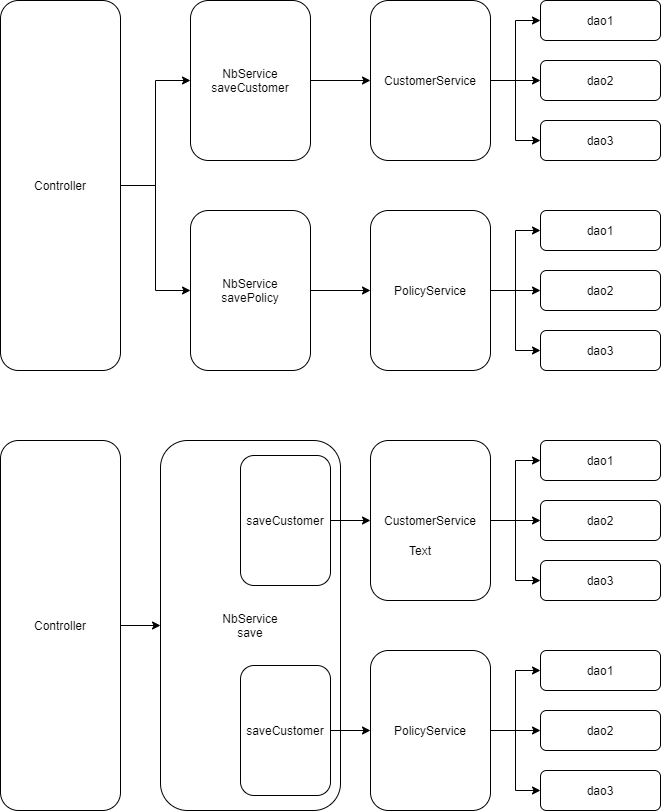 Controller
NbService
saveCustomer
CustomerService
dao1
dao2
dao3
NbService
savePolicy
PolicyService
dao1
dao2
dao3
Controller
NbService
save
saveCustomer
CustomerService
Text
dao1
dao2
dao3
saveCustomer
PolicyService
dao1
dao2
dao3